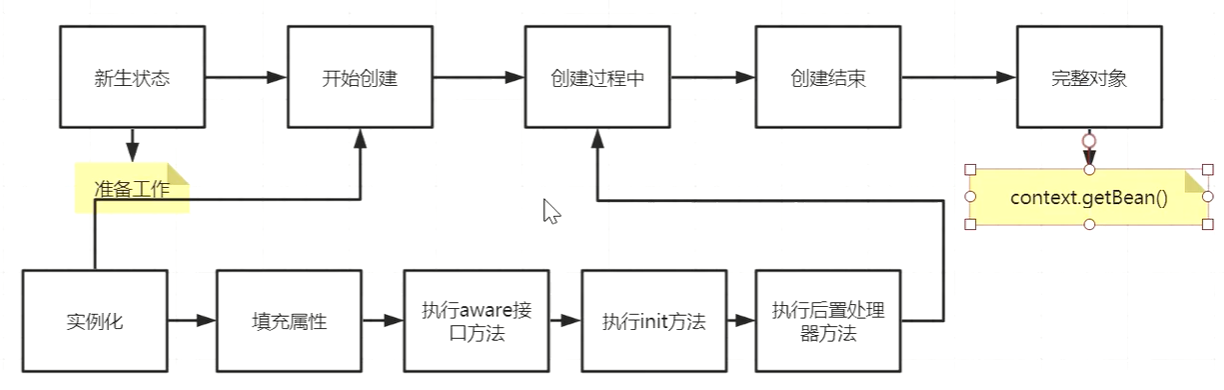 新生状态
开始创建
创建过程中
创建结束
完整对象
准备工作
context.getBean()
实例化
填充属性
执行aware接
口方法
执行init方法
执行后置处理
器方法